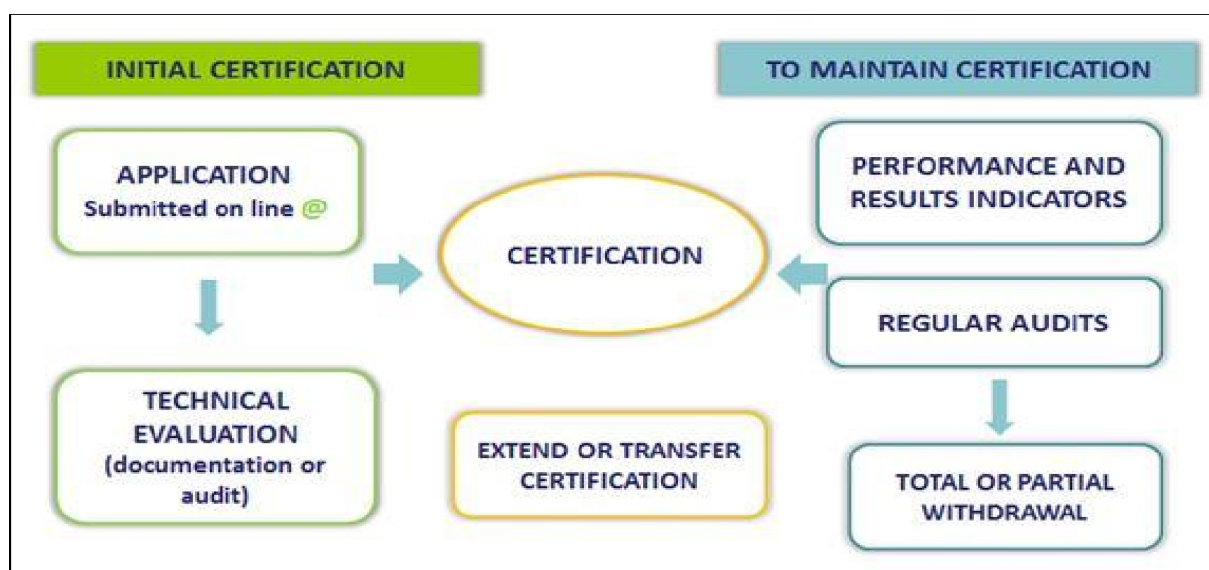 INITIAL CERTIFICATION
APPLICATION
Submitted on line @
TECHNICAL
EVALUATION
(documentation or
audit)
CERTIFICATION
EXTEND OR TRANSFER
CERTIFICATION
TO MAINTAIN CERTIFICATION
PERFORMANCE AND
RESULTS INDICATORS
REGULAR AUDITS
TOTAL OR PARTIAL
WITHDRAWAL